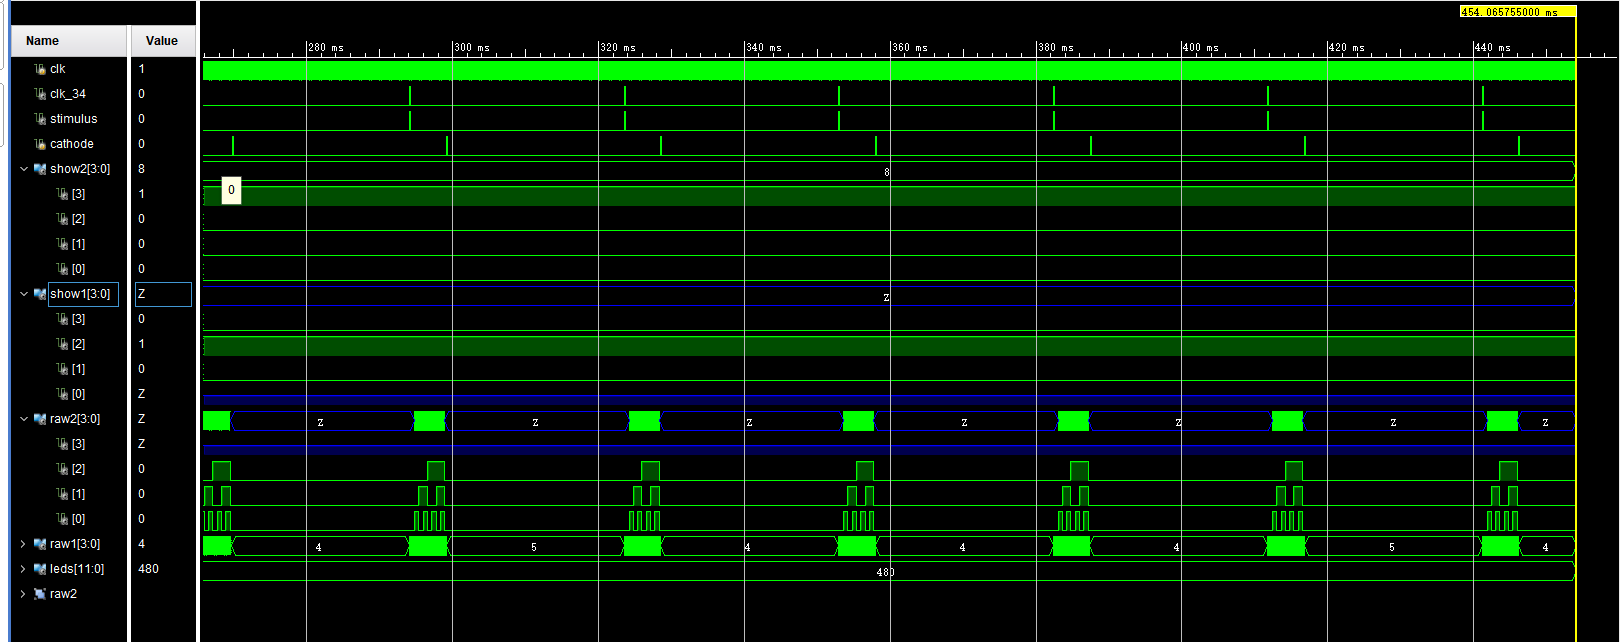 454.065755000 ms
Name Value
280 ms 300 ms 320 ms 340 ms 360 ms 380 ms 400 ms 420 ms 440 ms
clk 1
clk_34 0
stimulus 0
cathode 0
show2[3:0] 8 8
[3] 1 0
[2] 0
[1] 0
[0] 0
show1[3:0] Z Z
[3] 0
[2] 1
[1] 0
[0] Z
raw2[3:0] Z Z Z Z Z Z Z Z
[3] Z
[2] 0
[1] 0
[0] 0
raw1[3:0] 4 4 5 4 4 4 5 4
leds[11:0] 480 480
raw2